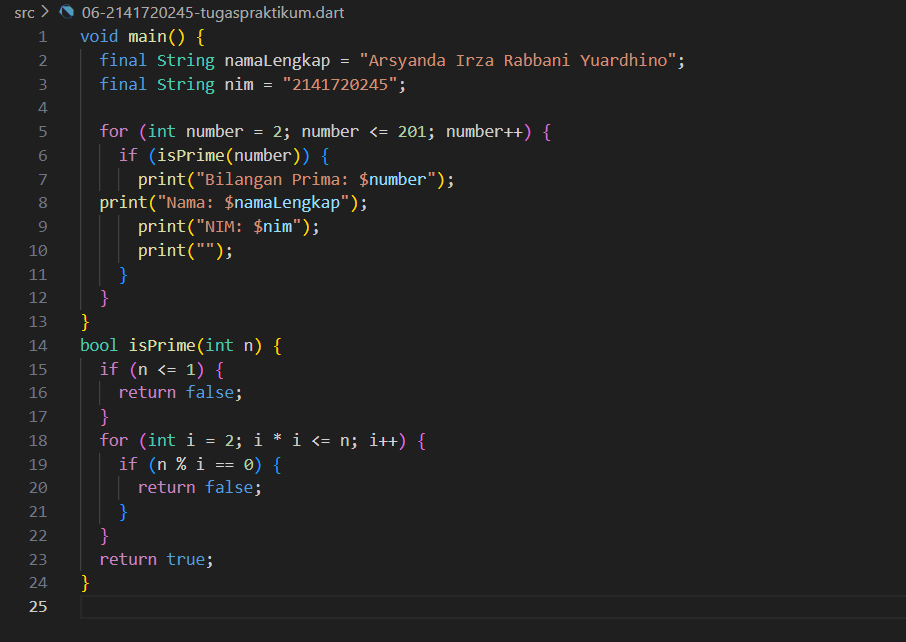 src > 06-2141720245-tugaspraktikum.dart
1 void main() {
2   final String namaLengkap = "Arsyanda Irza Rabbani Yuardhino";
3   final String nim = "2141720245";
4
5   for (int number = 2; number <= 201; number++) {
6     if (isPrime(number)) {
7       print("Bilangan Prima: $number");
8   print("Nama: $namaLengkap");
9       print("NIM: $nim");
10       print("");
11     }
12   }
13 }
14 bool isPrime(int n) {
15   if (n <= 1) {
16     return false;
17   }
18   for (int i = 2; i * i <= n; i++) {
19     if (n % i == 0) {
20       return false;
21     }
22   }
23   return true;
24 }
25